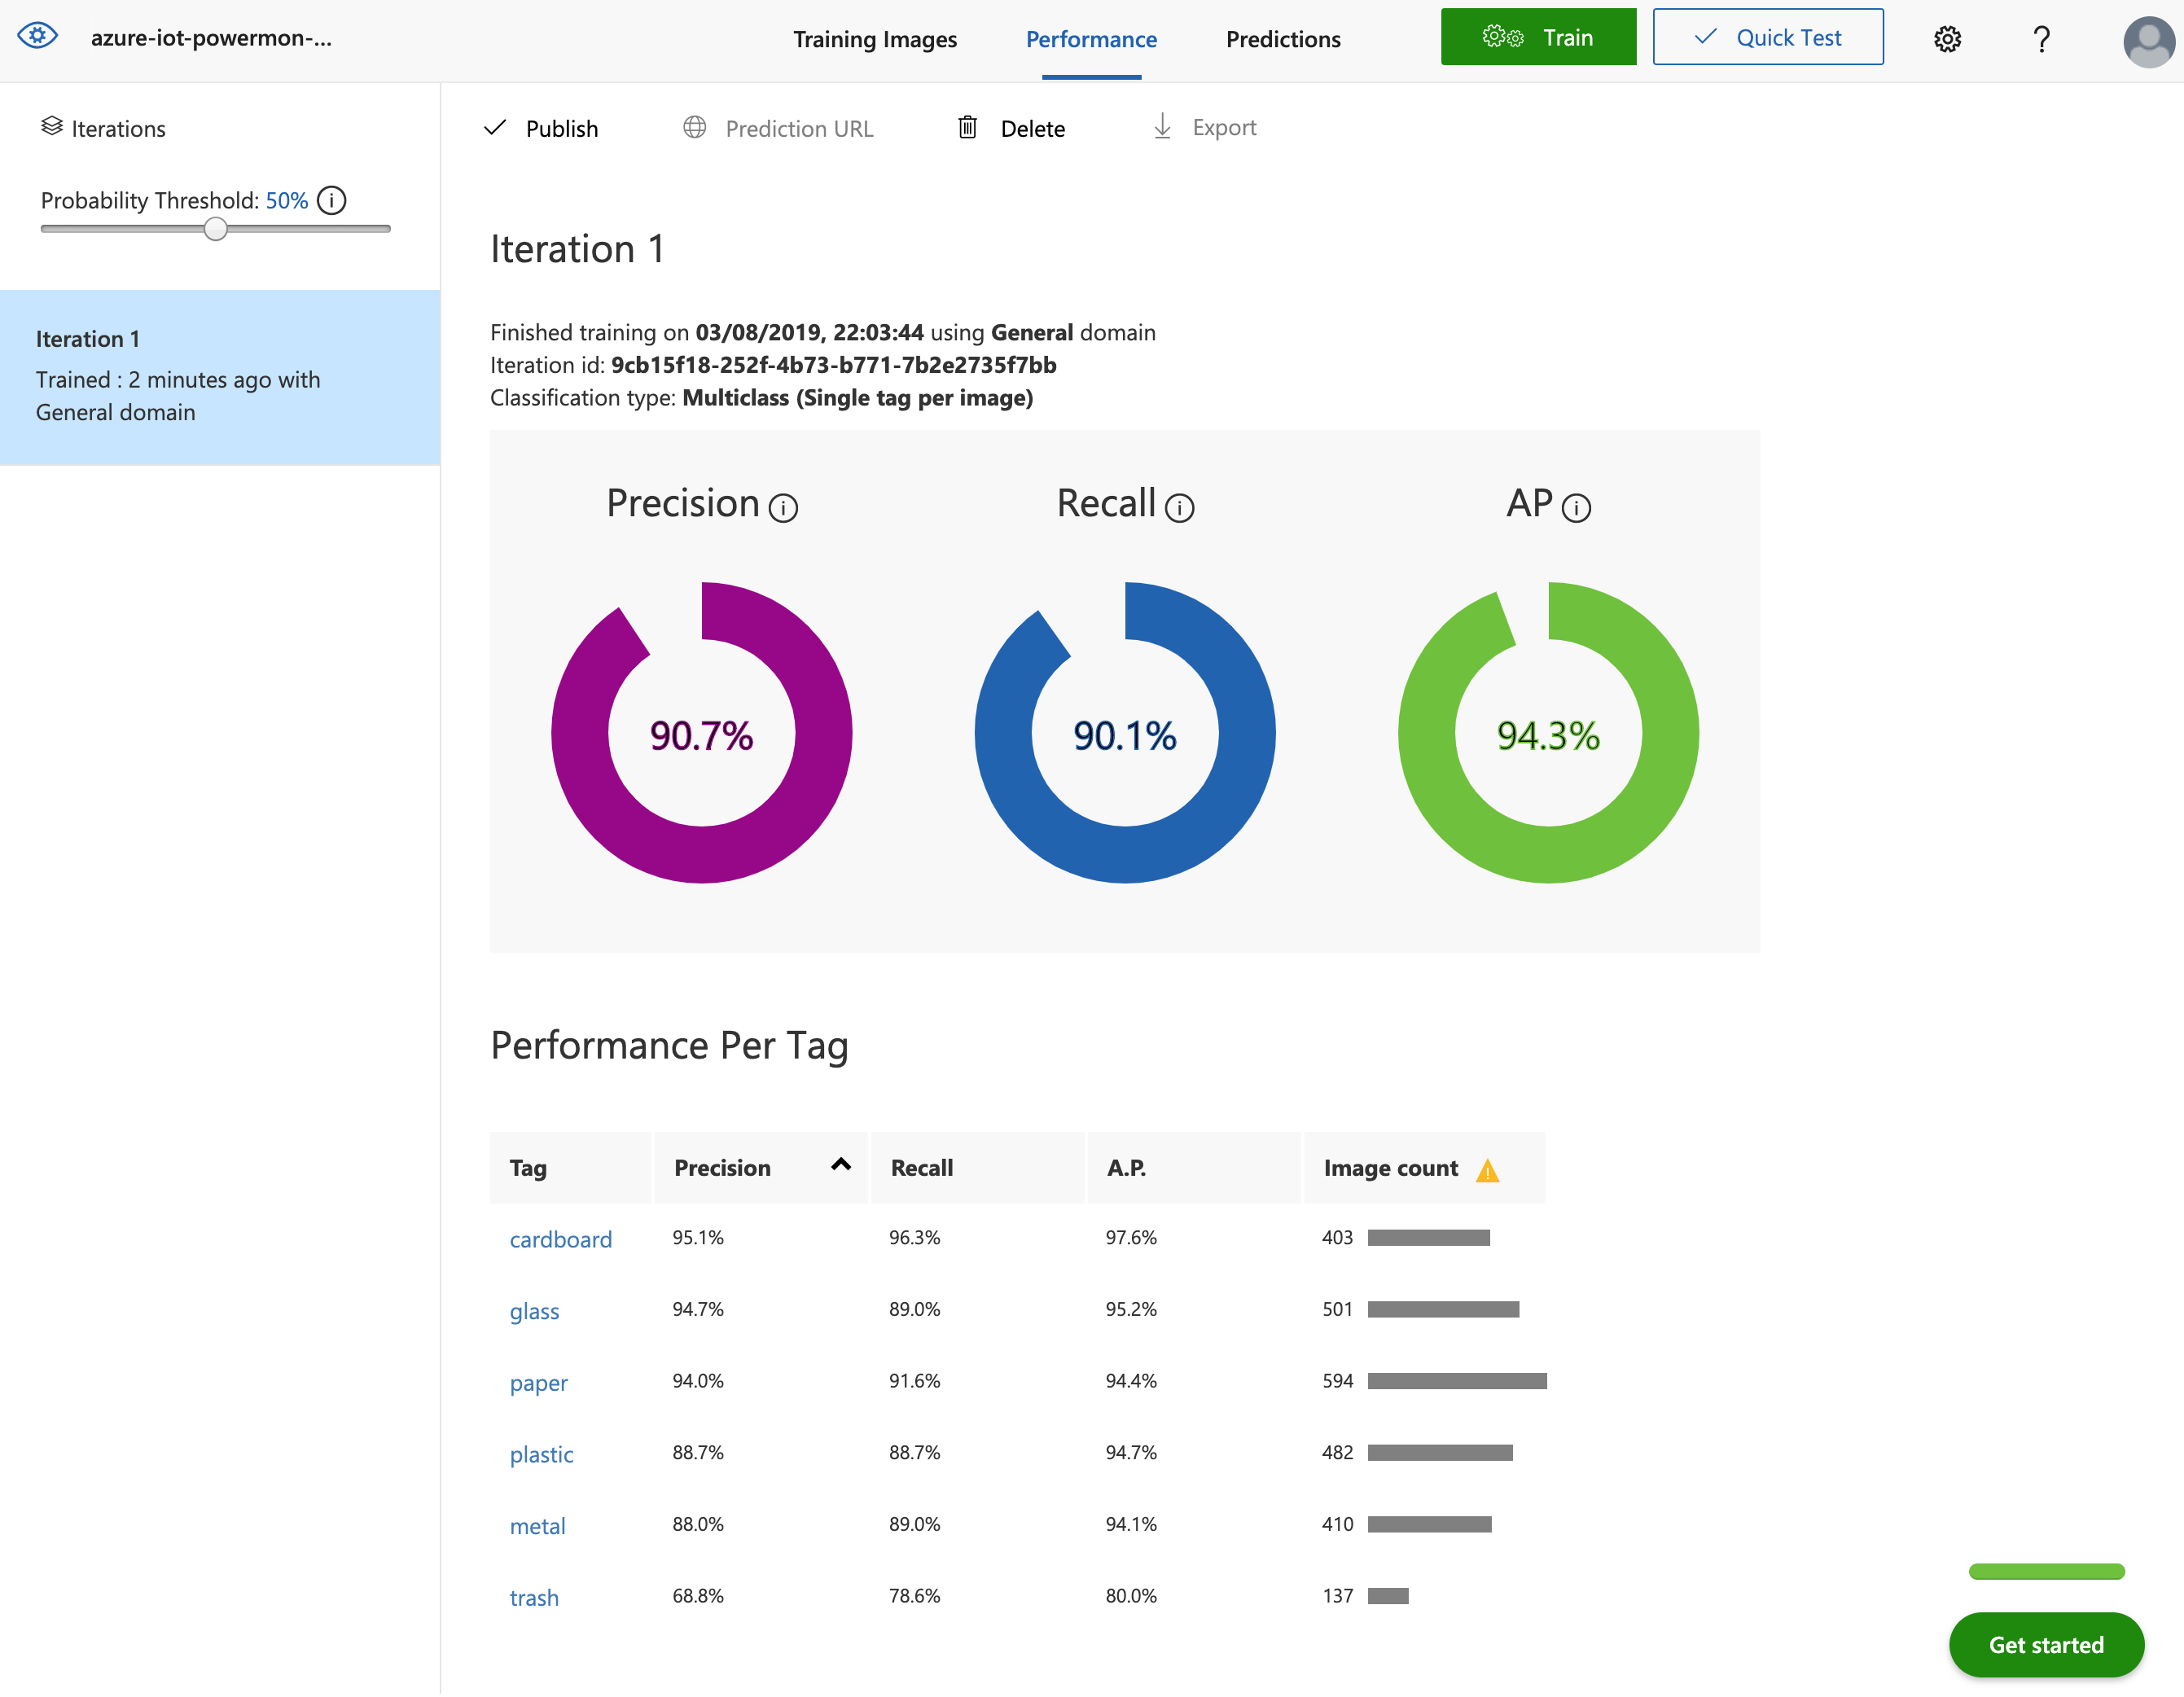 azure-iot-powermon-...
Training Images
Performance
Predictions
Train
Quick Test
?
Iterations
Probability Threshold: 50%
Iteration 1
Trained : 2 minutes ago with
General domain
Publish
Prediction URL
Delete
Export
Iteration 1
Finished training on 03/08/2019, 22:03:44 using General domain
Iteration id: 9cb15f18-252f-4b73-b771-7b2e2735f7bb
Classification type: Multiclass (Single tag per image)
Precision
Recall
AP
90.7%
90.1%
94.3%
Performance Per Tag
Tag Precision Recall A.P. Image count
cardboard 95.1% 96.3% 97.6% 403
glass 94.7% 89.0% 95.2% 501
paper 94.0% 91.6% 94.4% 594
plastic 88.7% 88.7% 94.7% 482
metal 88.0% 89.0% 94.1% 410
trash 68.8% 78.6% 80.0% 137
Get started